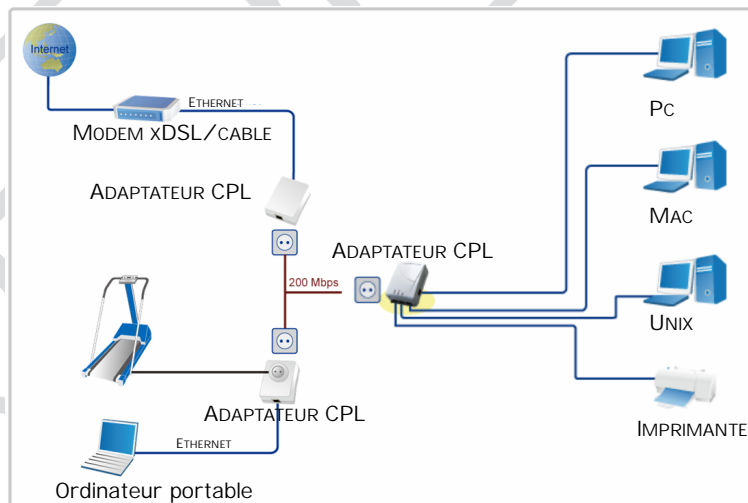 Internet
ETHERNET
MODEM XDSL/CABLE
PC
ADAPTATEUR CPL
MAC
ADAPTATEUR CPL
200 Mbps
UNIX
ADAPTATEUR CPL
IMPRIMANTE
ETHERNET
Ordinateur portable